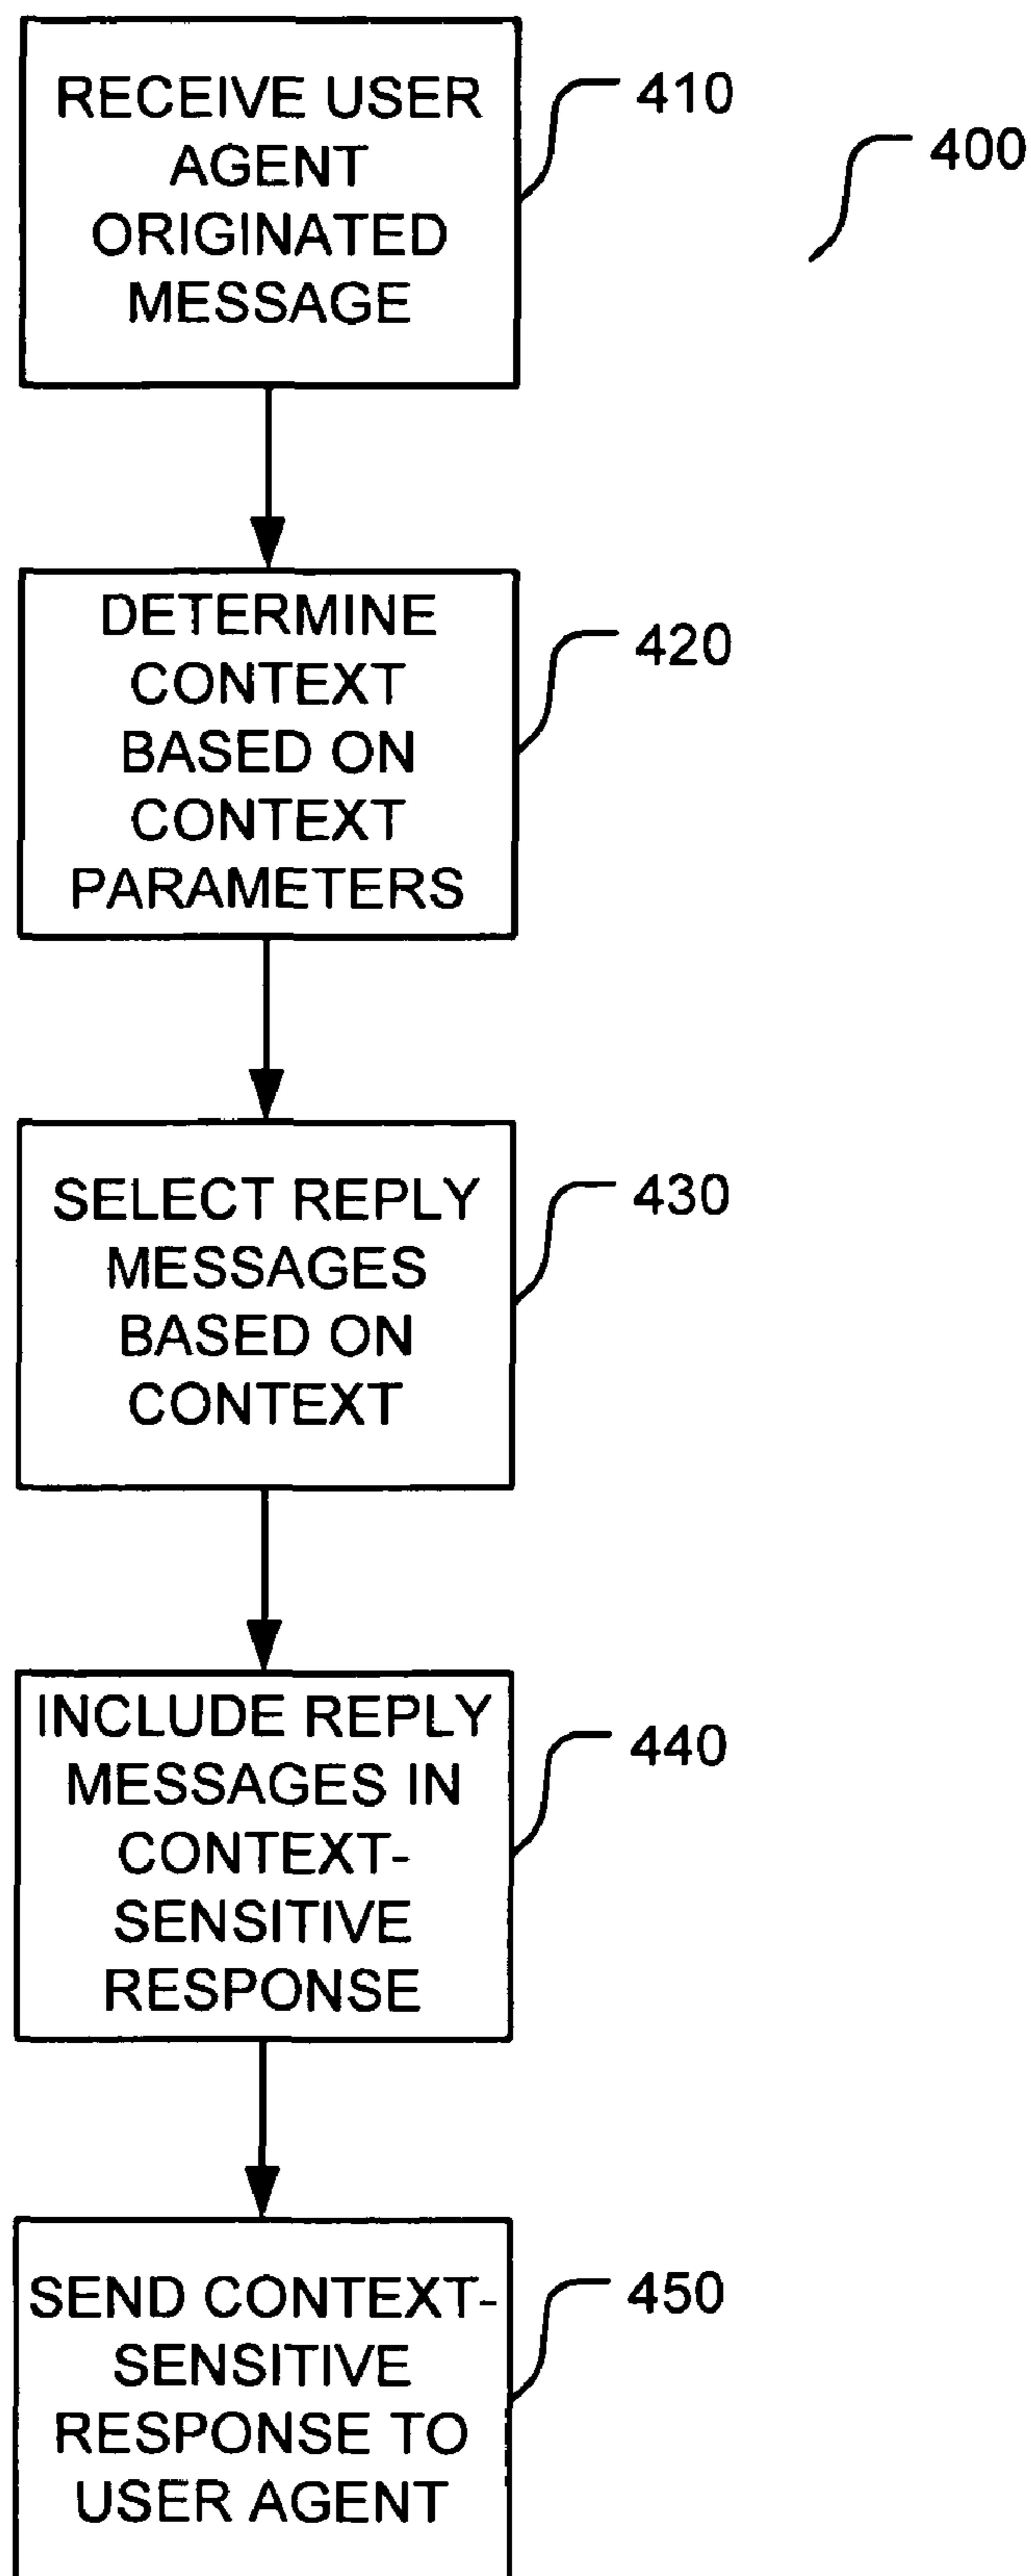 RECEIVE USER
AGENT
ORIGINATED
MESSAGE
410
400
DETERMINE
CONTEXT
BASED ON
CONTEXT
PARAMETERS
420
SELECT REPLY
MESSAGES
BASED ON
CONTEXT
430
INCLUDE REPLY
MESSAGES IN
CONTEXT-
SENSITIVE
RESPONSE
440
SEND CONTEXT-
SENSITIVE
RESPONSE TO
USER AGENT
450